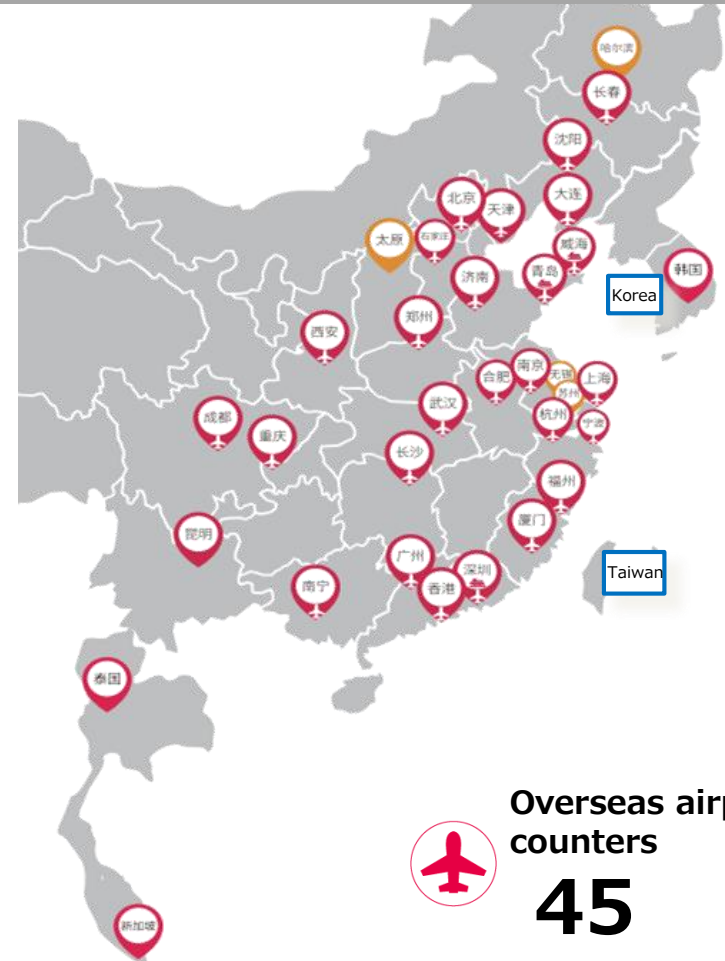 哈尔滨
长春
沈阳
大连
北京
天津
太原
石家庄
威海
青岛
济南
韩国
Korea
郑州
西安
南京
合肥
无锡
上海
苏州
杭州
宁波
武汉
成都
重庆
长沙
福州
厦门
昆明
广州
深圳
香港
南宁
Taiwan
泰国
新加坡
Overseas airp
counters
45